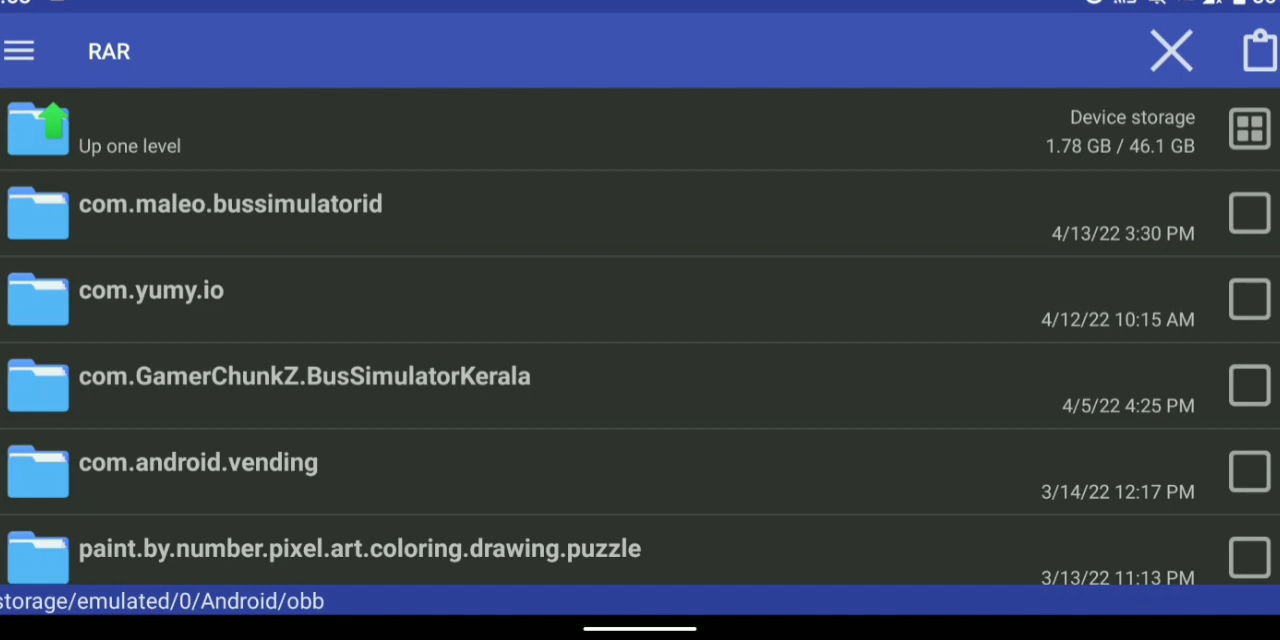 RAR
Device storage
Up one level
1.78 GB / 46.1 GB
com.maleo.bussimulatorid
4/13/22 3:30 PM
com.yumy.io
4/12/22 10:15 AM
com.GamerChunkZ.BusSimulatorKerala
4/5/22 4:25 PM
com.android.vending
3/14/22 12:17 PM
paint.by.number.pixel.art.coloring.drawing.puzzle
3/13/22 11:13 PM
storage/emulated/0/Android/obb